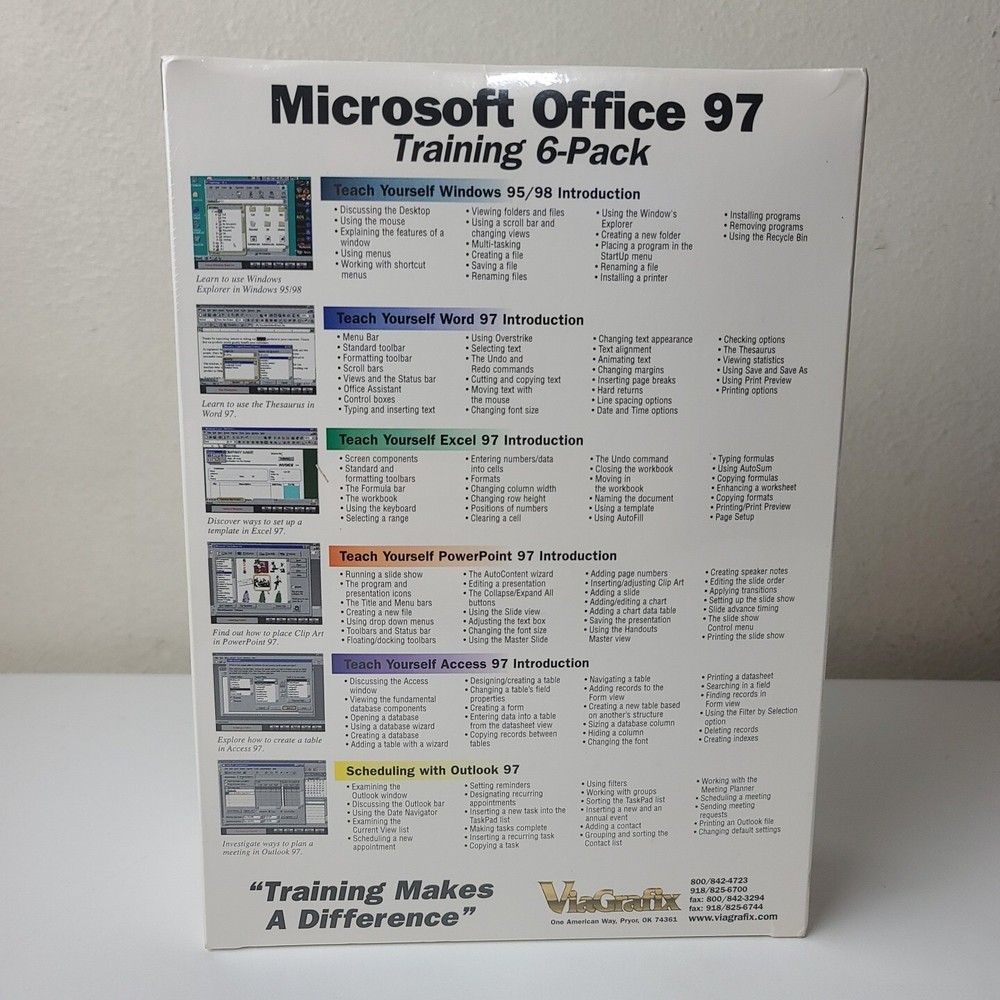 Microsoft Office 97
Training 6-Pack
Teach Yourself Windows 95/98 Introduction
• Discussing the Desktop
• Using the mouse
• Explaining the features of a
window
• Using menus
• Working with shortcut
menus
• Viewing folders and files
• Using a scroll bar and
changing views
• Multi-tasking
• Creating a file
• Saving a file
• Renaming files
• Using the Window's
Explorer
• Creating a new folder
• Placing a program in the
StartUp menu
• Renaming a file
• Installing a printer
• Installing programs
• Removing programs
• Using the Recycle Bin
Learn to use Windows
Explorer in Windows 95/98
Teach Yourself Word 97 Introduction
• Menu Bar
• Standard toolbar
• Formatting toolbar
• Scroll bars
• Views and the Status bar
• Office Assistant
• Control boxes
• Typing and inserting text
• Using Overstrike
• Selecting text
• The Undo and
Redo commands
• Cutting and copying text
• Moving text with
the mouse
• Changing font size
• Changing text appearance
• Text alignment
• Animating text
• Changing margins
• Inserting page breaks
• Hard returns
• Line spacing options
• Date and Time options
• Checking options
• The Thesaurus
• Viewing statistics
• Using Save and Save As
• Using Print Preview
• Printing options
Learn to use the Thesaurus in
Word 97.
Teach Yourself Excel 97 Introduction
• Screen components
• Standard and
formatting toolbars
• The Formula bar
• The workbook
• Using the keyboard
• Selecting a range
• Entering numbers/data
into cells
• Formats
• Changing column width
• Changing row height
• Positions of numbers
• Clearing a cell
• The Undo command
• Closing the workbook
• Moving in
the workbook
• Naming the document
• Using a template
• Using AutoFill
• Typing formulas
• Using AutoSum
• Copying formulas
• Enhancing a worksheet
• Copying formats
• Printing/Print Preview
• Page Setup
Discover ways to set up a
template in Excel 97.
Teach Yourself PowerPoint 97 Introduction
• Running a slide show
• The program and
presentation icons
• The Title and Menu bars
• Creating a new file
• Using drop down menus
• Toolbars and Status bar
• Floating/docking toolbars
• The AutoContent wizard
• Editing a presentation
• The Collapse/Expand All
buttons
• Using the Slide view
• Adjusting the text box
• Changing the font size
• Using the Master Slide
• Adding page numbers
• Inserting/adjusting Clip Art
• Adding a slide
• Adding/editing a chart
• Adding a chart data table
• Saving the presentation
• Using the Handouts
Master view
• Creating speaker notes
• Editing the slide order
• Applying transitions
• Setting up the slide show
• Slide advance timing
• The slide show
Control menu
• Printing the slide show
Find out how to place Clip Art
in PowerPoint 97.
Teach Yourself Access 97 Introduction
• Discussing the Access
window
• Viewing the fundamental
database components
• Opening a database
• Using a database wizard
• Creating a database
• Adding a table with a wizard
• Designing/creating a table
• Changing a table's field
properties
• Creating a form
• Entering data into a table
from the datasheet view
• Copying records between
tables
• Navigating a table
• Adding records to the
Form view
• Creating a new table based
on another's structure
• Sizing a database column
• Hiding a column
• Changing the font
• Printing a datasheet
• Searching in a field
• Finding records in
Form view
• Using the Filter by Selection
option
• Deleting records
• Creating indexes
Explore how to create a table
in Access 97.
Scheduling with Outlook 97
• Examining the
Outlook window
• Discussing the Outlook bar
• Using the Date Navigator
• Examining the
Current View list
• Scheduling a new
appointment
• Setting reminders
• Designating recurring
appointments
• Inserting a new task into the
TaskPad list
• Making tasks complete
• Inserting a recurring task
• Copying a task
• Using filters
• Working with groups
• Sorting the TaskPad list
• Inserting a new and an
annual event
• Adding a contact
• Grouping and sorting the
Contact list
• Working with the
Meeting Planner
• Scheduling a meeting
• Sending meeting
requests
• Printing an Outlook file
• Changing default settings
Investigate ways to plan a
meeting in Outlook 97.
"Training Makes
A Difference"
ViaGrafix
One American Way, Pryor, OK 74361
800/842-4723
918/825-6700
fax: 800/842-3294
fax: 918/825-6744
www.viagrafix.com